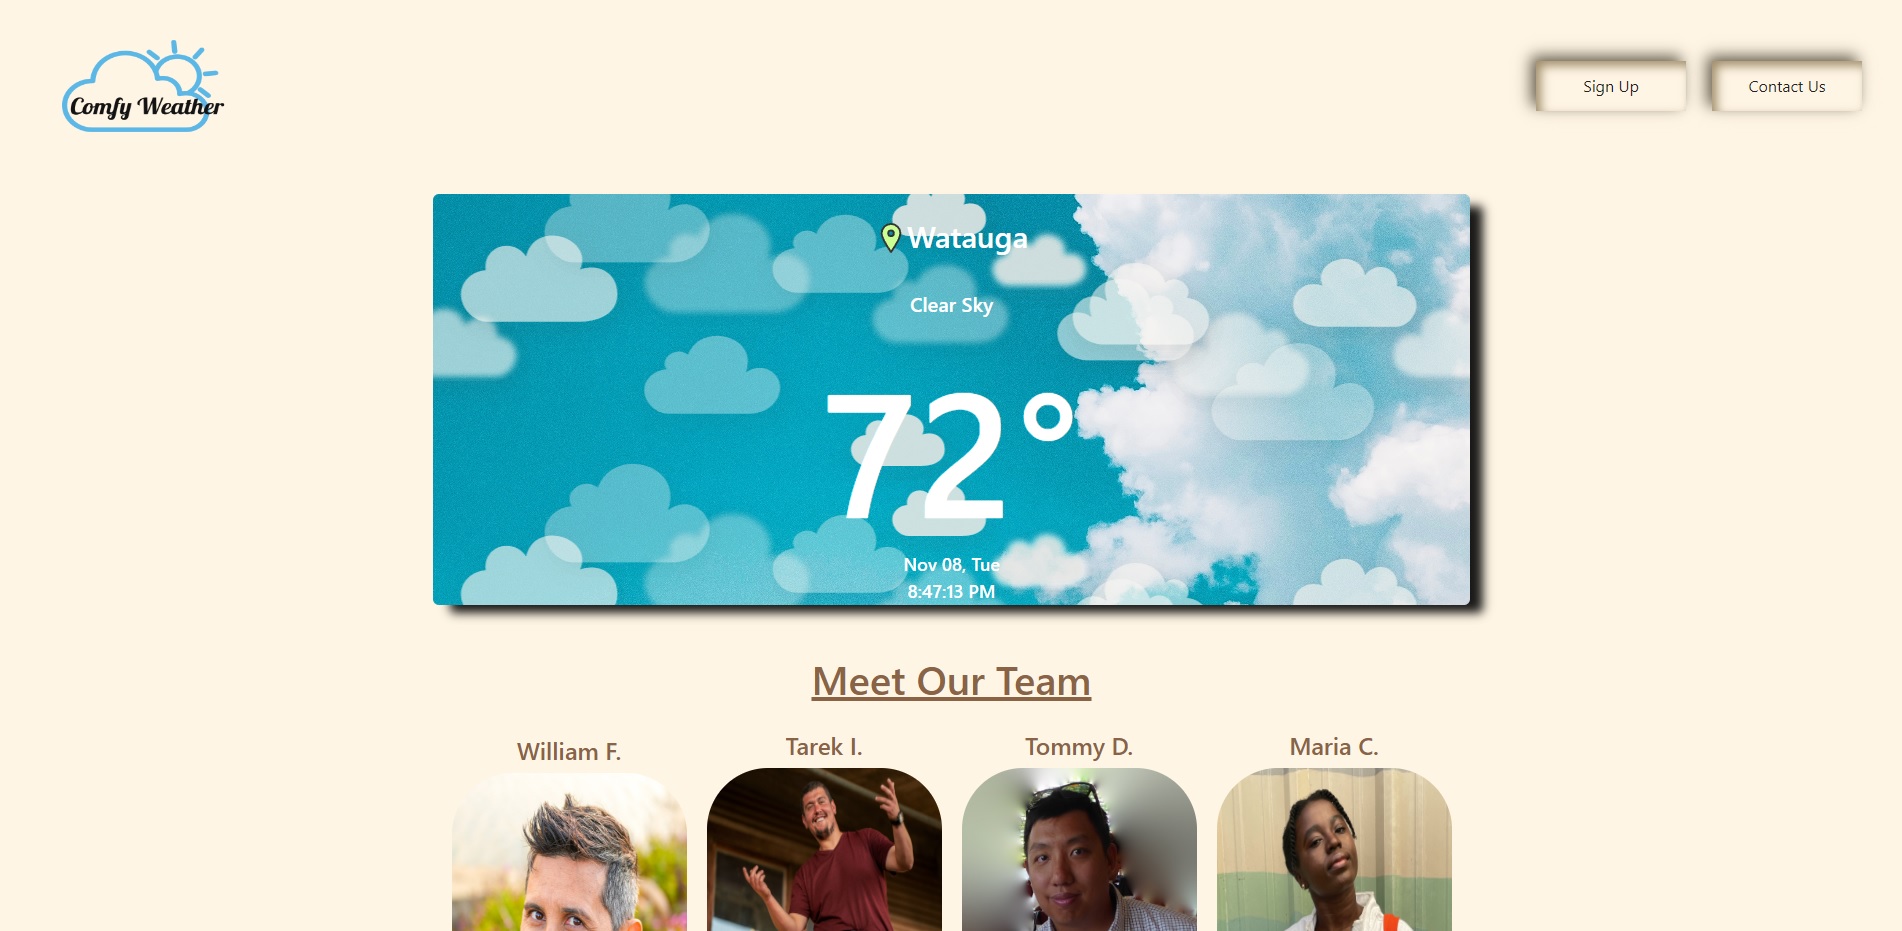 Comfy Weather
Sign Up
Contact Us
Watauga
Clear Sky
72°
Nov 08, Tue
8:47:13 PM
Meet Our Team
William F.
Tarek I.
Tommy D.
Maria C.